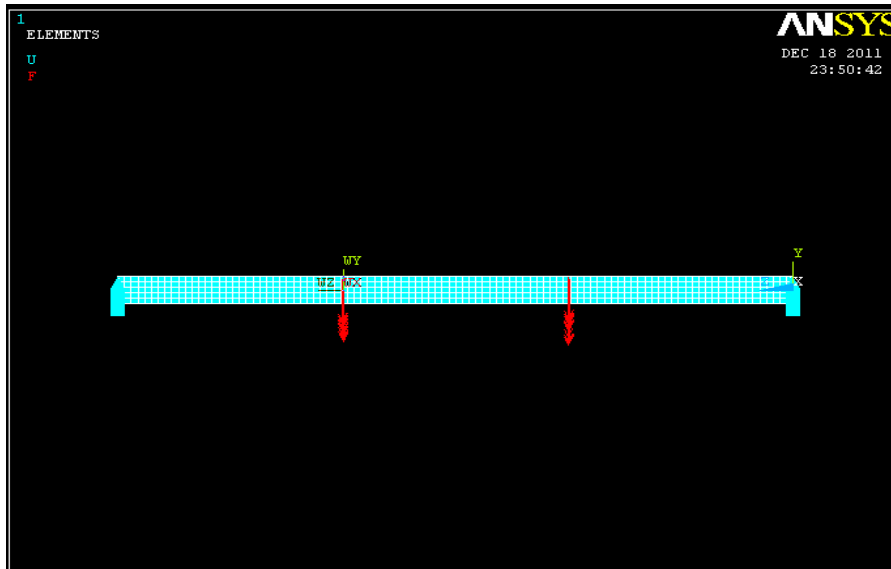 1
ELEMENTS
U
F
ANSYS
DEC 18 2011
23:50:42
WY
WZ WX
Y
X